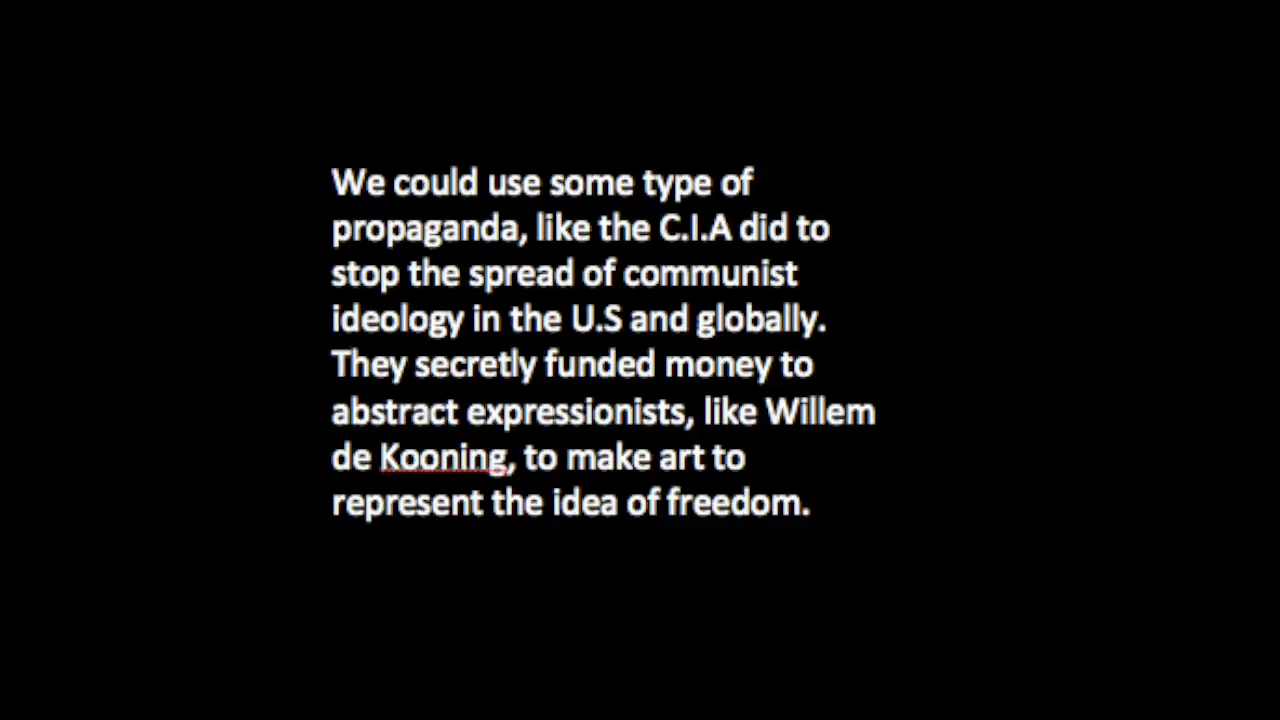 We could use some type of
propaganda, like the C.I.A did to
stop the spread of communist
ideology in the U.S and globally.
They secretly funded money to
abstract expressionists, like Willem
de Kooning, to make art to
represent the idea of freedom.